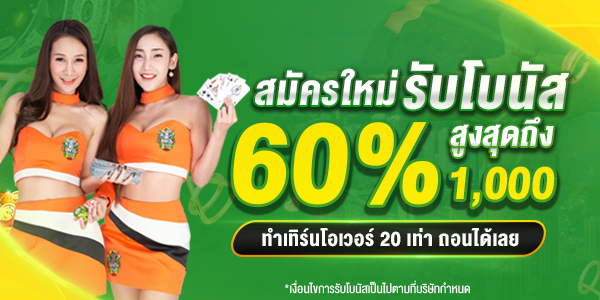 สมัครใหม่ รับโบนัส
60% สูงสุดถึง
1,000
ทำเทิร์นโอเวอร์ 20 เท่า ถอนได้เลย
*เงื่อนไขการรับโบนัสเป็นไปตามที่บริษัทกำหนด